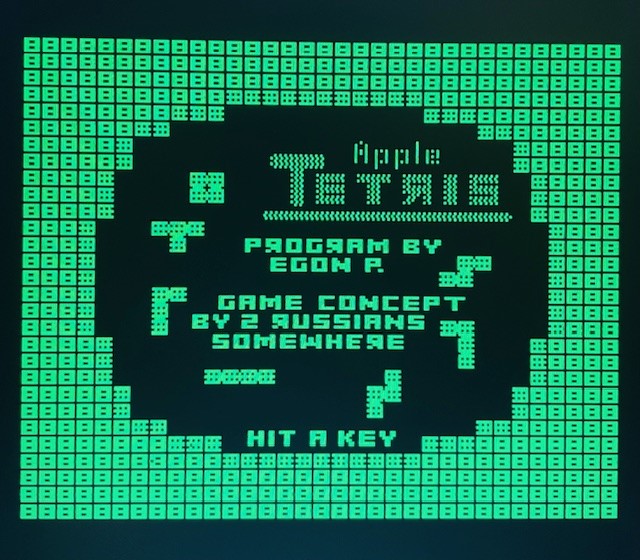 Apple
TETRIS
PROGRAM BY
EGON P.
GAME CONCEPT
BY 2 RUSSIANS
SOMEWHERE
HIT A KEY